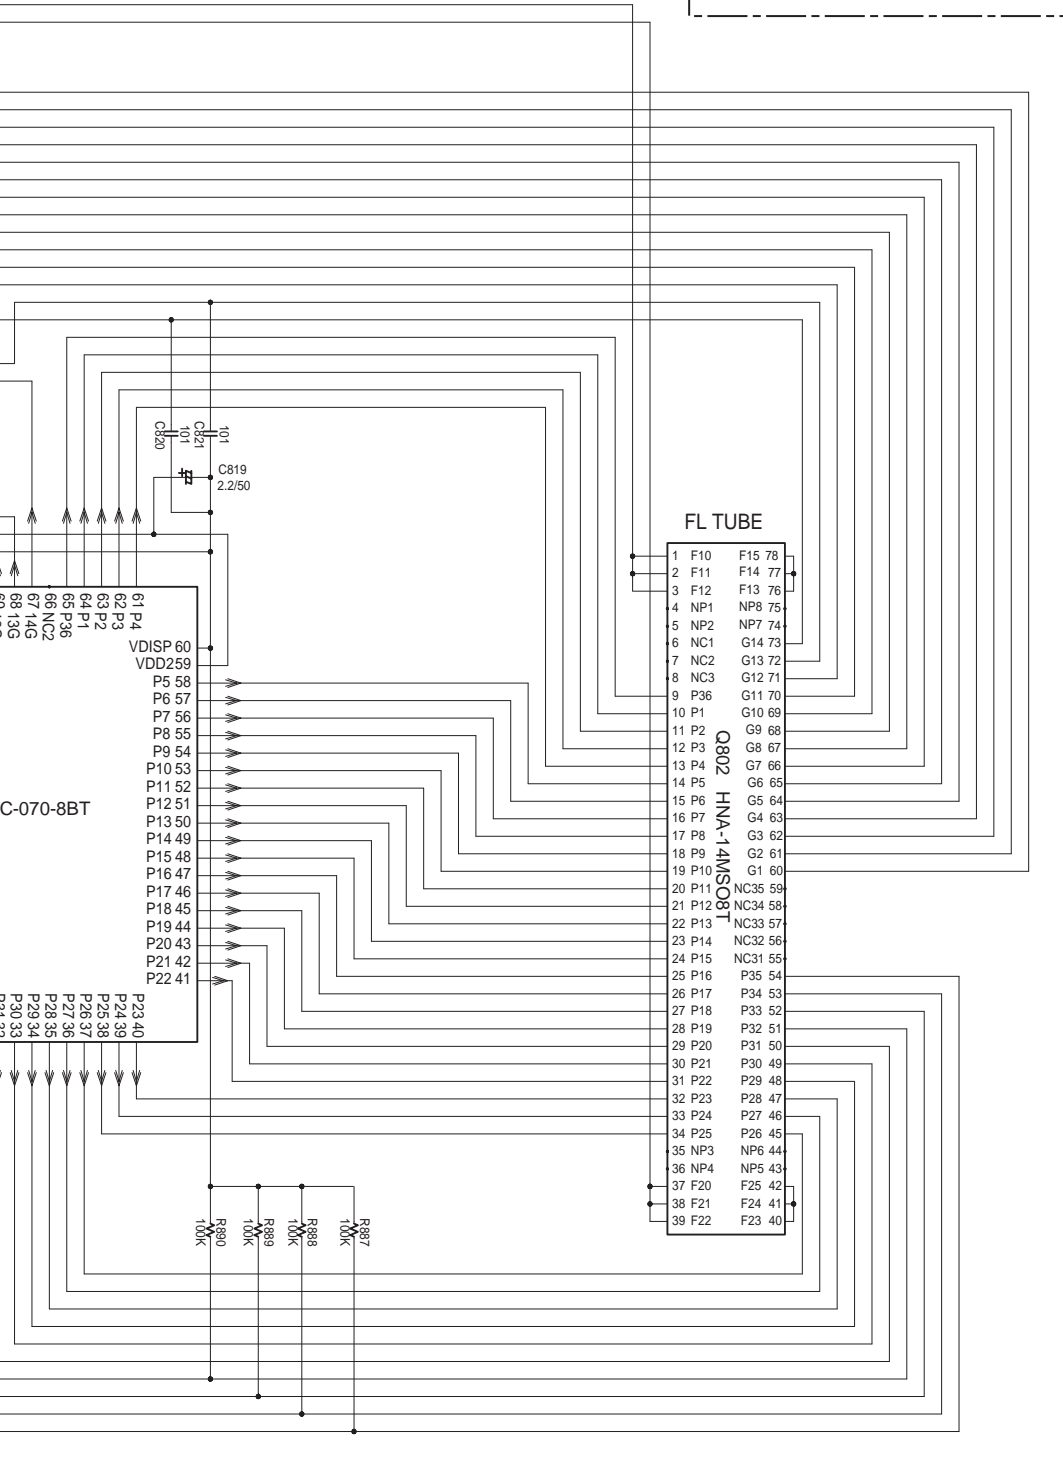 C820
101
C821
101
C819
2.2/50
FL TUBE
68 13G
67 14G
66 NC2
65 P36
64 P1
63 P2
62 P3
61 P4
VDISP 60
VDD2 59
P5 58
P6 57
P7 56
P8 55
P9 54
P10 53
P11 52
P12 51
P13 50
P14 49
P15 48
P16 47
P17 46
P18 45
P19 44
P20 43
P21 42
P22 41
C-070-8BT
P30 33
P29 34
P28 35
P27 36
P26 37
P25 38
P24 39
P23 40
1 F10 F15 78
2 F11 F14 77
3 F12 F13 76
4 NP1 NP8 75
5 NP2 NP7 74
6 NC1 G14 73
7 NC2 G13 72
8 NC3 G12 71
9 P36 G11 70
10 P1 G10 69
11 P2 G9 68
12 P3 G8 67
13 P4 G7 66
14 P5 G6 65
15 P6 G5 64
16 P7 G4 63
17 P8 G3 62
18 P9 G2 61
19 P10 G1 60
20 P11 NC35 59
21 P12 NC34 58
22 P13 NC33 57
23 P14 NC32 56
24 P15 NC31 55
25 P16 P35 54
26 P17 P34 53
27 P18 P33 52
28 P19 P32 51
29 P20 P31 50
30 P21 P30 49
31 P22 P29 48
32 P23 P28 47
33 P24 P27 46
34 P25 P26 45
35 NP3 NP6 44
36 NP4 NP5 43
37 F20 F25 42
38 F21 F24 41
39 F22 F23 40
Q802 HNA-14MSO8T
R890
100K
R889
100K
R888
100K
R887
100K